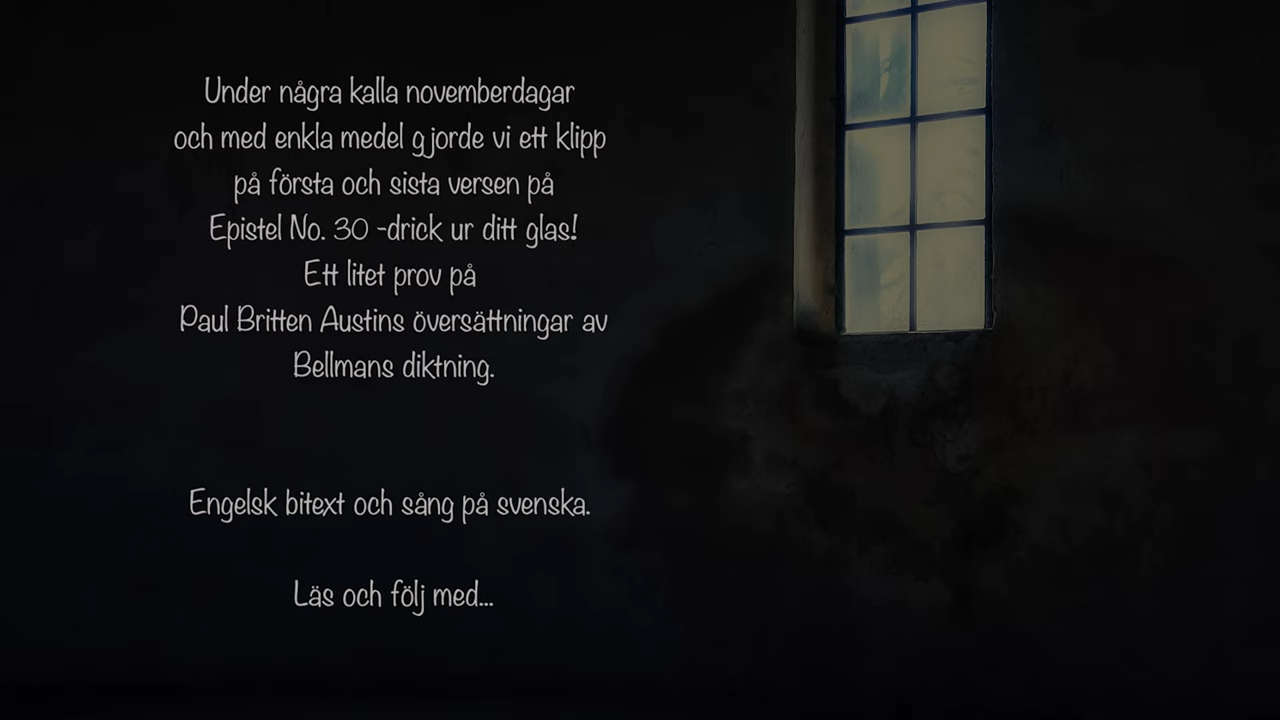 Under några kalla novemberdagar
och med enkla medel gjorde vi ett klipp
på första och sista versen på
Epistel No. 30 -drick ur ditt glas!
Ett litet prov på
Paul Britten Austins översättningar av
Bellmans diktning.
Engelsk bitext och sång på svenska.
Läs och följ med...